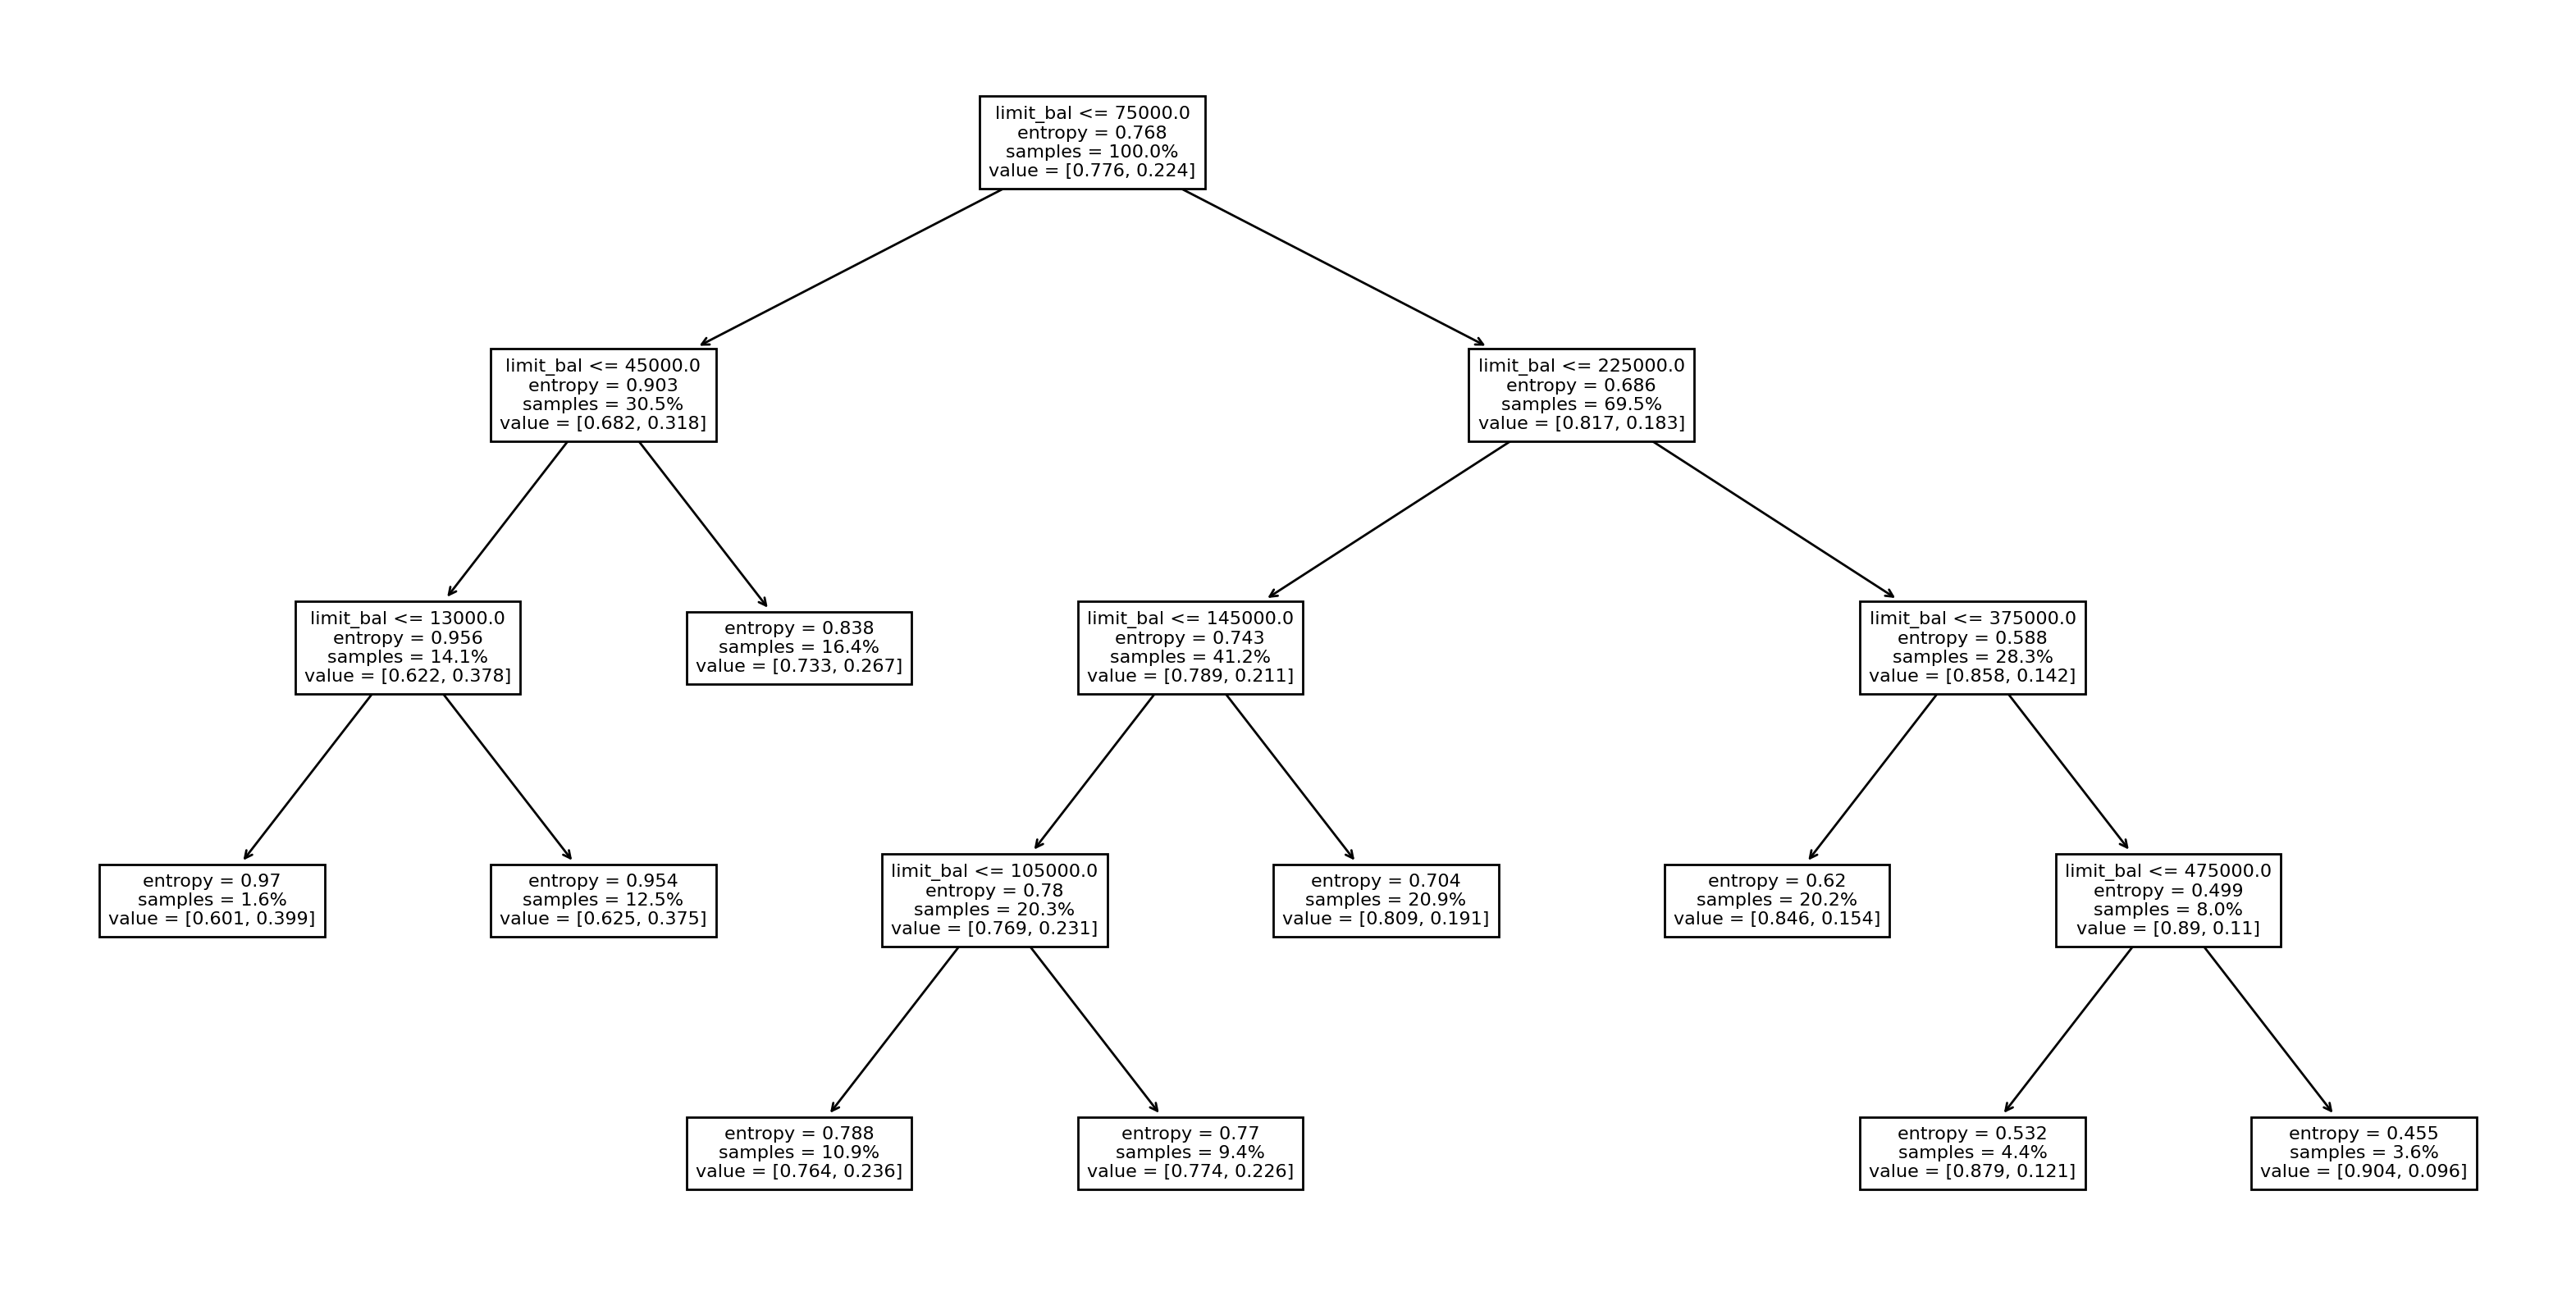 limit_bal <= 75000.0
entropy = 0.768
samples = 100.0%
value = [0.776, 0.224]
limit_bal <= 45000.0
entropy = 0.903
samples = 30.5%
value = [0.682, 0.318]
limit_bal <= 225000.0
entropy = 0.686
samples = 69.5%
value = [0.817, 0.183]
limit_bal <= 13000.0
entropy = 0.956
samples = 14.1%
value = [0.622, 0.378]
entropy = 0.838
samples = 16.4%
value = [0.733, 0.267]
limit_bal <= 145000.0
entropy = 0.743
samples = 41.2%
value = [0.789, 0.211]
limit_bal <= 375000.0
entropy = 0.588
samples = 28.3%
value = [0.858, 0.142]
entropy = 0.97
samples = 1.6%
value = [0.601, 0.399]
entropy = 0.954
samples = 12.5%
value = [0.625, 0.375]
limit_bal <= 105000.0
entropy = 0.78
samples = 20.3%
value = [0.769, 0.231]
entropy = 0.704
samples = 20.9%
value = [0.809, 0.191]
entropy = 0.62
samples = 20.2%
value = [0.846, 0.154]
limit_bal <= 475000.0
entropy = 0.499
samples = 8.0%
value = [0.89, 0.11]
entropy = 0.788
samples = 10.9%
value = [0.764, 0.236]
entropy = 0.77
samples = 9.4%
value = [0.774, 0.226]
entropy = 0.532
samples = 4.4%
value = [0.879, 0.121]
entropy = 0.455
samples = 3.6%
value = [0.904, 0.096]